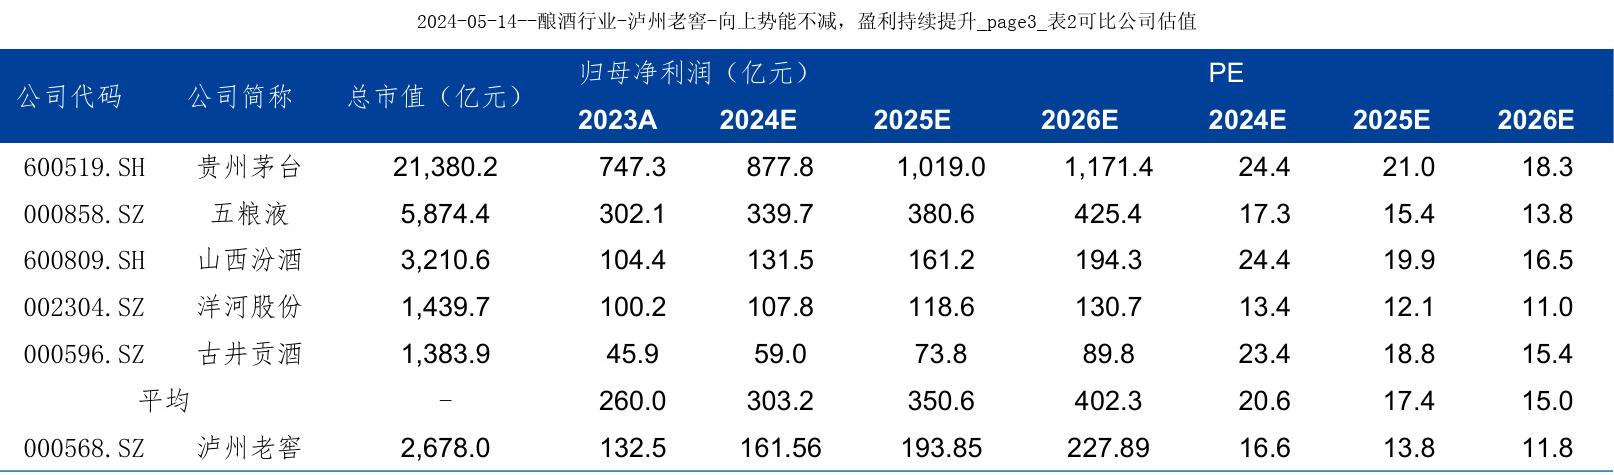 2024-05-14--酿酒行业-泸州老窖-向上势能不减，盈利持续提升_page3_表2可比公司估值
公司代码 公司简称 总市值（亿元） 归母净利润（亿元） PE
2023A 2024E 2025E 2026E 2024E 2025E 2026E
600519.SH 贵州茅台 21,380.2 747.3 877.8 1,019.0 1,171.4 24.4 21.0 18.3
000858.SZ 五粮液 5,874.4 302.1 339.7 380.6 425.4 17.3 15.4 13.8
600809.SH 山西汾酒 3,210.6 104.4 131.5 161.2 194.3 24.4 19.9 16.5
002304.SZ 洋河股份 1,439.7 100.2 107.8 118.6 130.7 13.4 12.1 11.0
000596.SZ 古井贡酒 1,383.9 45.9 59.0 73.8 89.8 23.4 18.8 15.4
平均 - 260.0 303.2 350.6 402.3 20.6 17.4 15.0
000568.SZ 泸州老窖 2,678.0 132.5 161.56 193.85 227.89 16.6 13.8 11.8